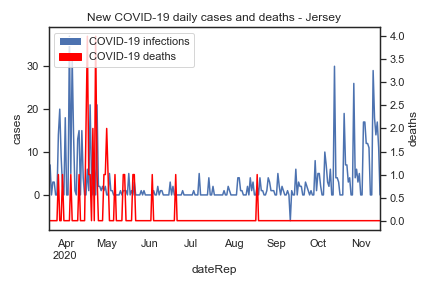 New COVID-19 daily cases and deaths - Jersey
COVID-19 infections
COVID-19 deaths
cases
30
20
10
0
4.0
3.5
3.0
2.5
2.0
1.5
1.0
0.5
0.0
deaths
Apr May Jun Jul Aug Sep Oct Nov
2020
dateRep